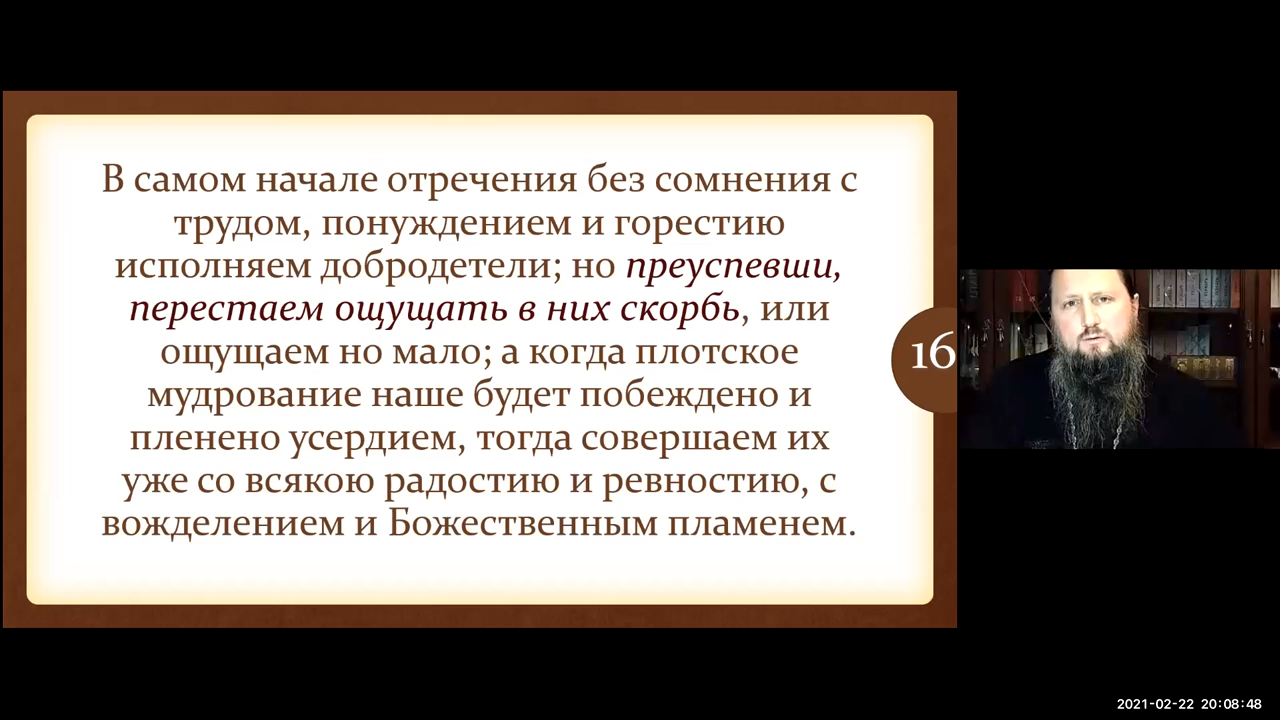 В самом начале отречения без сомнения с
трудом, понуждением и горестию
исполняем добродетели; но преуспевши,
перестаем ощущать в них скорбь, или
ощущаем но мало; а когда плотское
мудрование наше будет побеждено и
пленено усердием, тогда совершаем их
уже со всякою радостию и ревностию, с
вожделением и Божественным пламенем.
16
2021-02-22 20:08:48